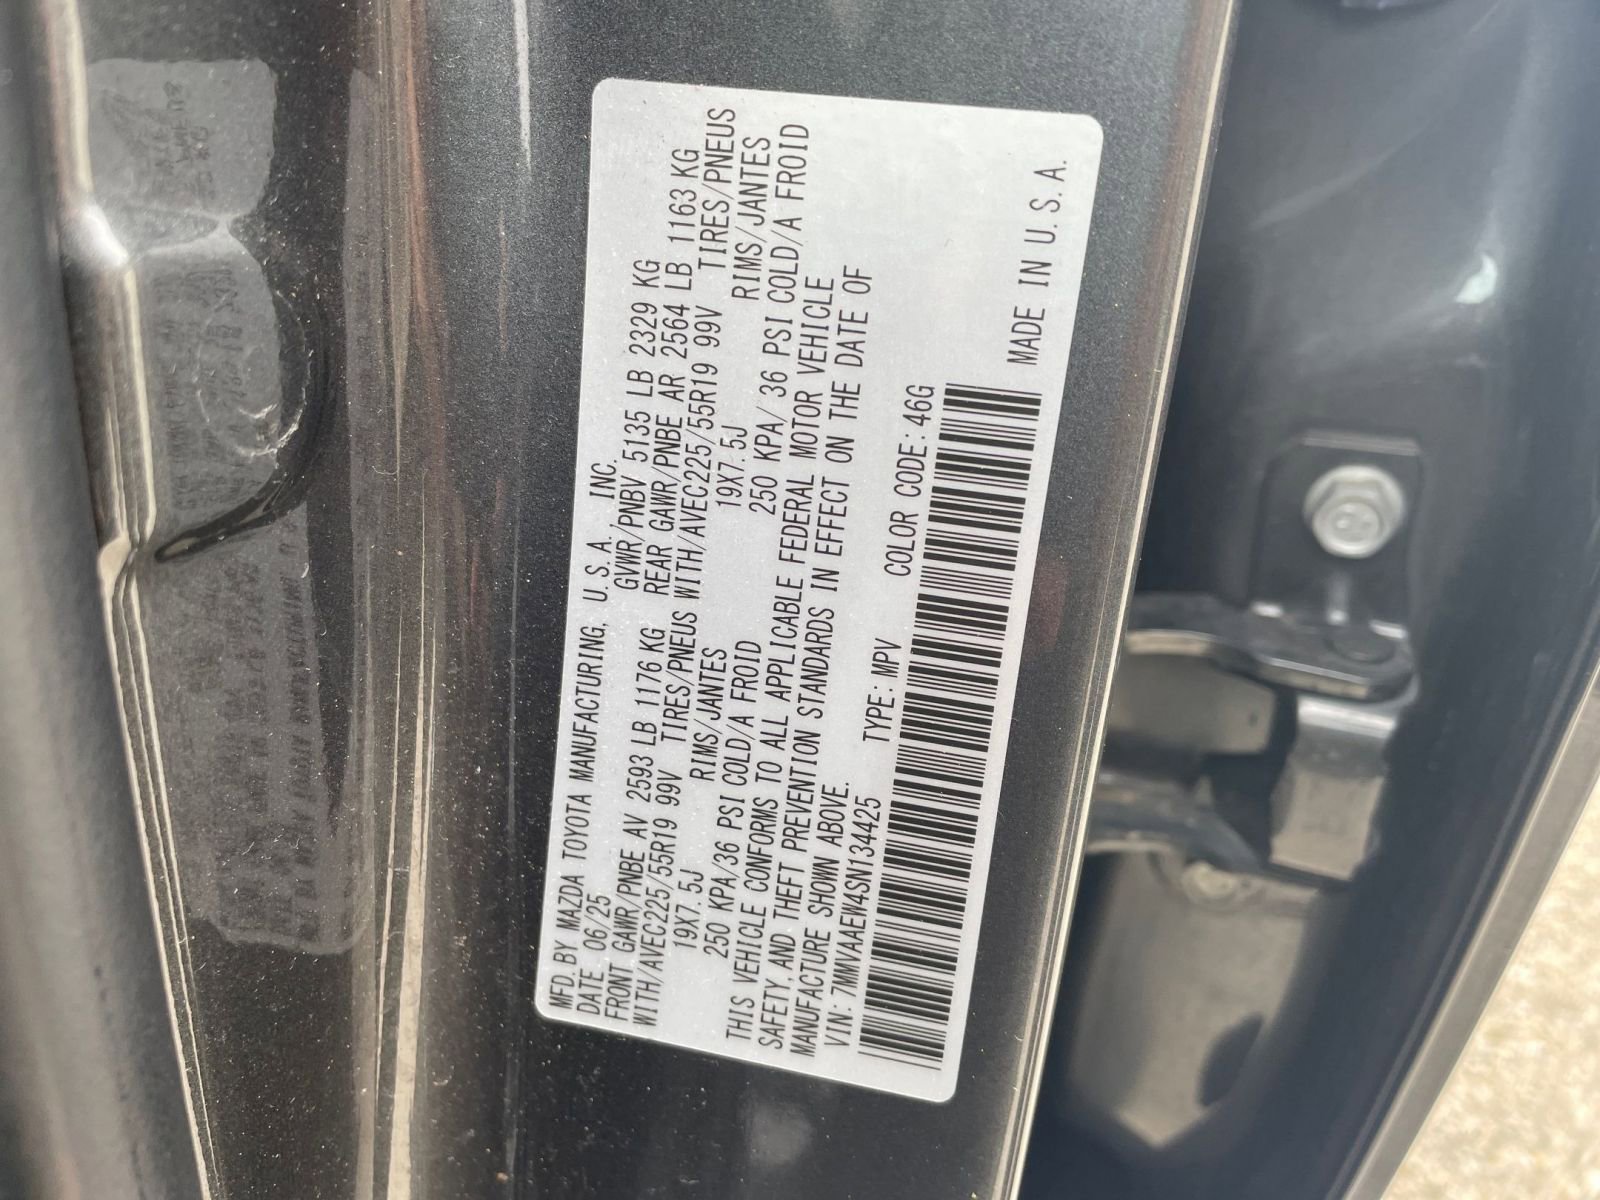 MFD. BY MAZDA TOYOTA MANUFACTURING, U.S.A. INC.
DATE 06/25 GVWR/PNBV 5135 LB 2329 KG
FRONT GAWR/PNBE AV 2593 LB 1176 KG REAR GAWR/PNBE AR 2564 LB 1163 KG
WITH/AVEC225/55R19 99V TIRES/PNEUS WITH/AVEC225/55R19 99V TIRES/PNEUS
19X7.5J RIMS/JANTES 19X7.5J RIMS/JANTES
250 KPA/36 PSI COLD/A FROID 250 KPA/ 36 PSI COLD/A FROID
THIS VEHICLE CONFORMS TO ALL APPLICABLE FEDERAL MOTOR VEHICLE
SAFETY, AND THEFT PREVENTION STANDARDS IN EFFECT ON THE DATE OF
MANUFACTURE SHOWN ABOVE.
VIN: 7MMVAAEW4SN134425 TYPE: MPV COLOR CODE: 46G
MADE IN U.S.A.